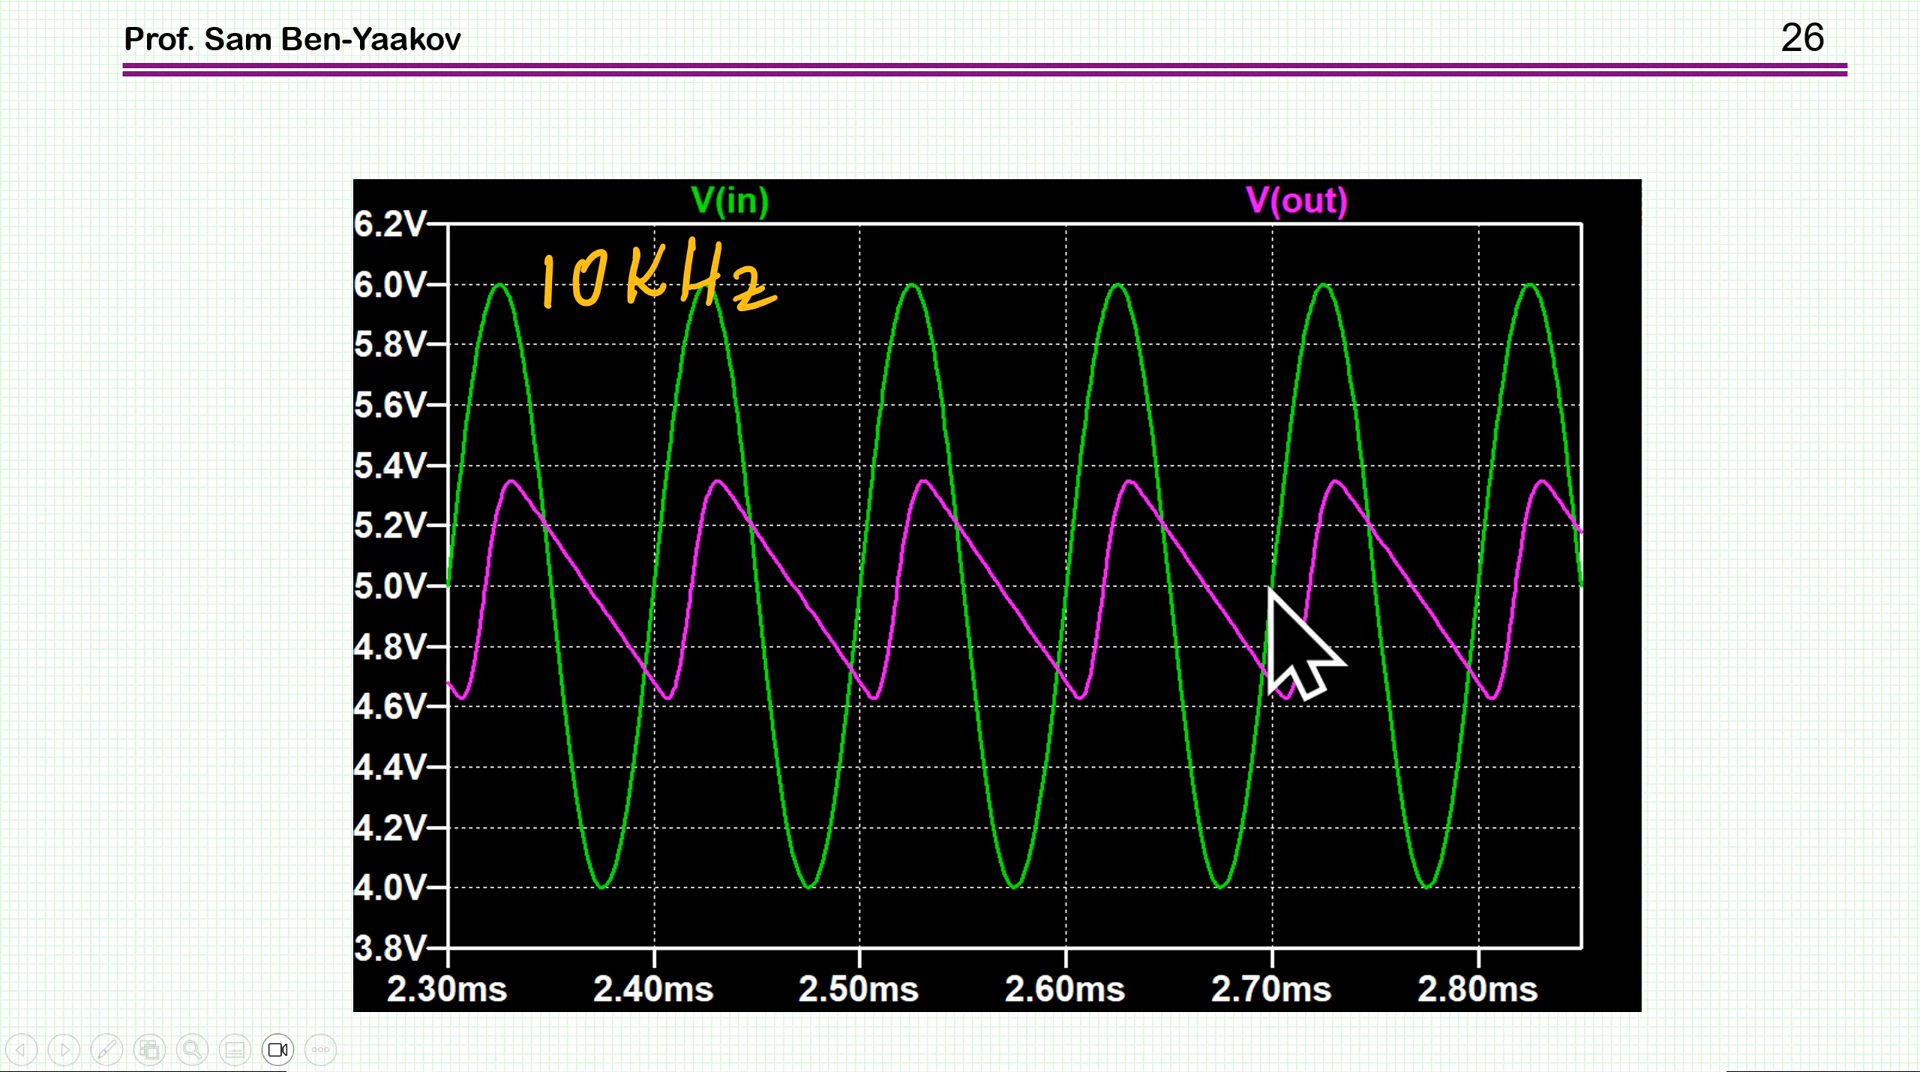 Prof. Sam Ben-Yaakov 26
V(in) V(out)
6.2V
10KHz
6.0V
5.8V
5.6V
5.4V
5.2V
5.0V
4.8V
4.6V
4.4V
4.2V
4.0V
3.8V
2.30ms 2.40ms 2.50ms 2.60ms 2.70ms 2.80ms